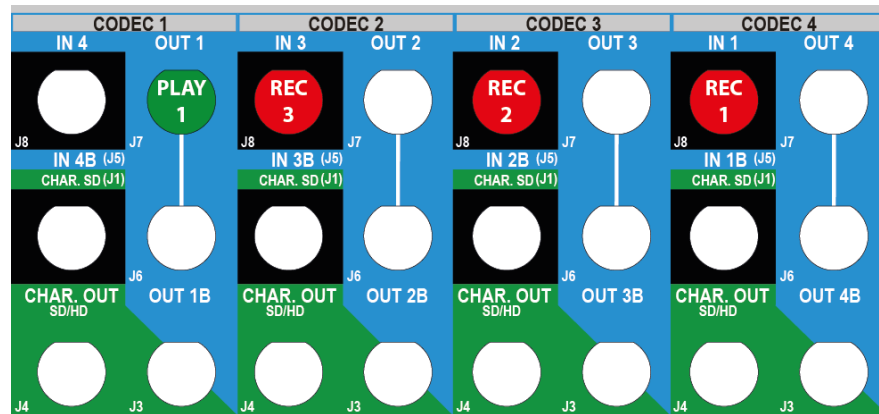 CODEC 1 CODEC 2 CODEC 3 CODEC 4
IN 4 OUT 1 IN 3 OUT 2 IN 2 OUT 3 IN 1 OUT 4
PLAY 1 REC 3 REC 2 REC 1
J8 J7 J8 J7 J8 J7 J8 J7
IN 4B (J5) IN 3B (J5) IN 2B (J5) IN 1B (J5)
CHAR. SD (J1) CHAR. SD (J1) CHAR. SD (J1) CHAR. SD (J1)
J6 J6 J6 J6
CHAR. OUT OUT 1B CHAR. OUT OUT 2B CHAR. OUT OUT 3B CHAR. OUT OUT 4B
SD/HD SD/HD SD/HD SD/HD
J4 J3 J4 J3 J4 J3 J4 J3